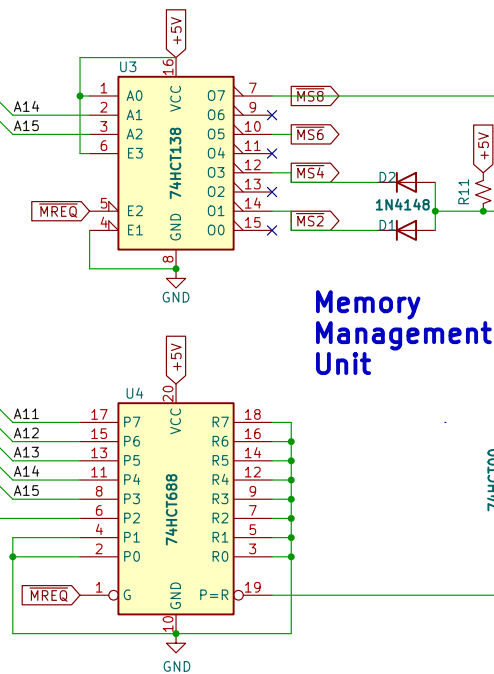 +5V
U3
16
1 A0 VCC O7 7 MS8
A14 2 A1 O6 9
A15 3 A2 O5 10 MS6
6 E3 O4 11
74HCT138
O3 12 MS4
O2 13
MREQ 5 E2 O1 14 MS2
4 E1 GND O0 15
8
GND
D2
1N4148
D1
R11
+5V
Memory
Management
Unit
+5V
U4
20
A11 17 P7 VCC R7 18
A12 15 P6 R6 16
A13 13 P5 R5 14
A14 11 P4 R4 12
A15 8 P3 R3 9
6 P2 R2 7
4 P1 R1 5
2 P0 R0 3
74HCT688
MREQ 1 G GND P=R 19
10
GND